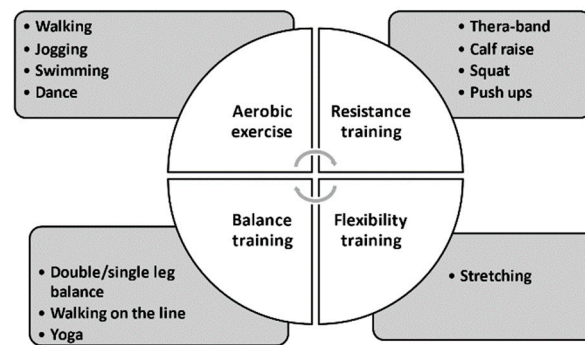 • Walking
• Jogging
• Swimming
• Dance
• Thera-band
• Calf raise
• Squat
• Push ups
Aerobic
exercise
Resistance
training
Balance
training
Flexibility
training
• Double/single leg
balance
• Walking on the line
• Yoga
• Stretching